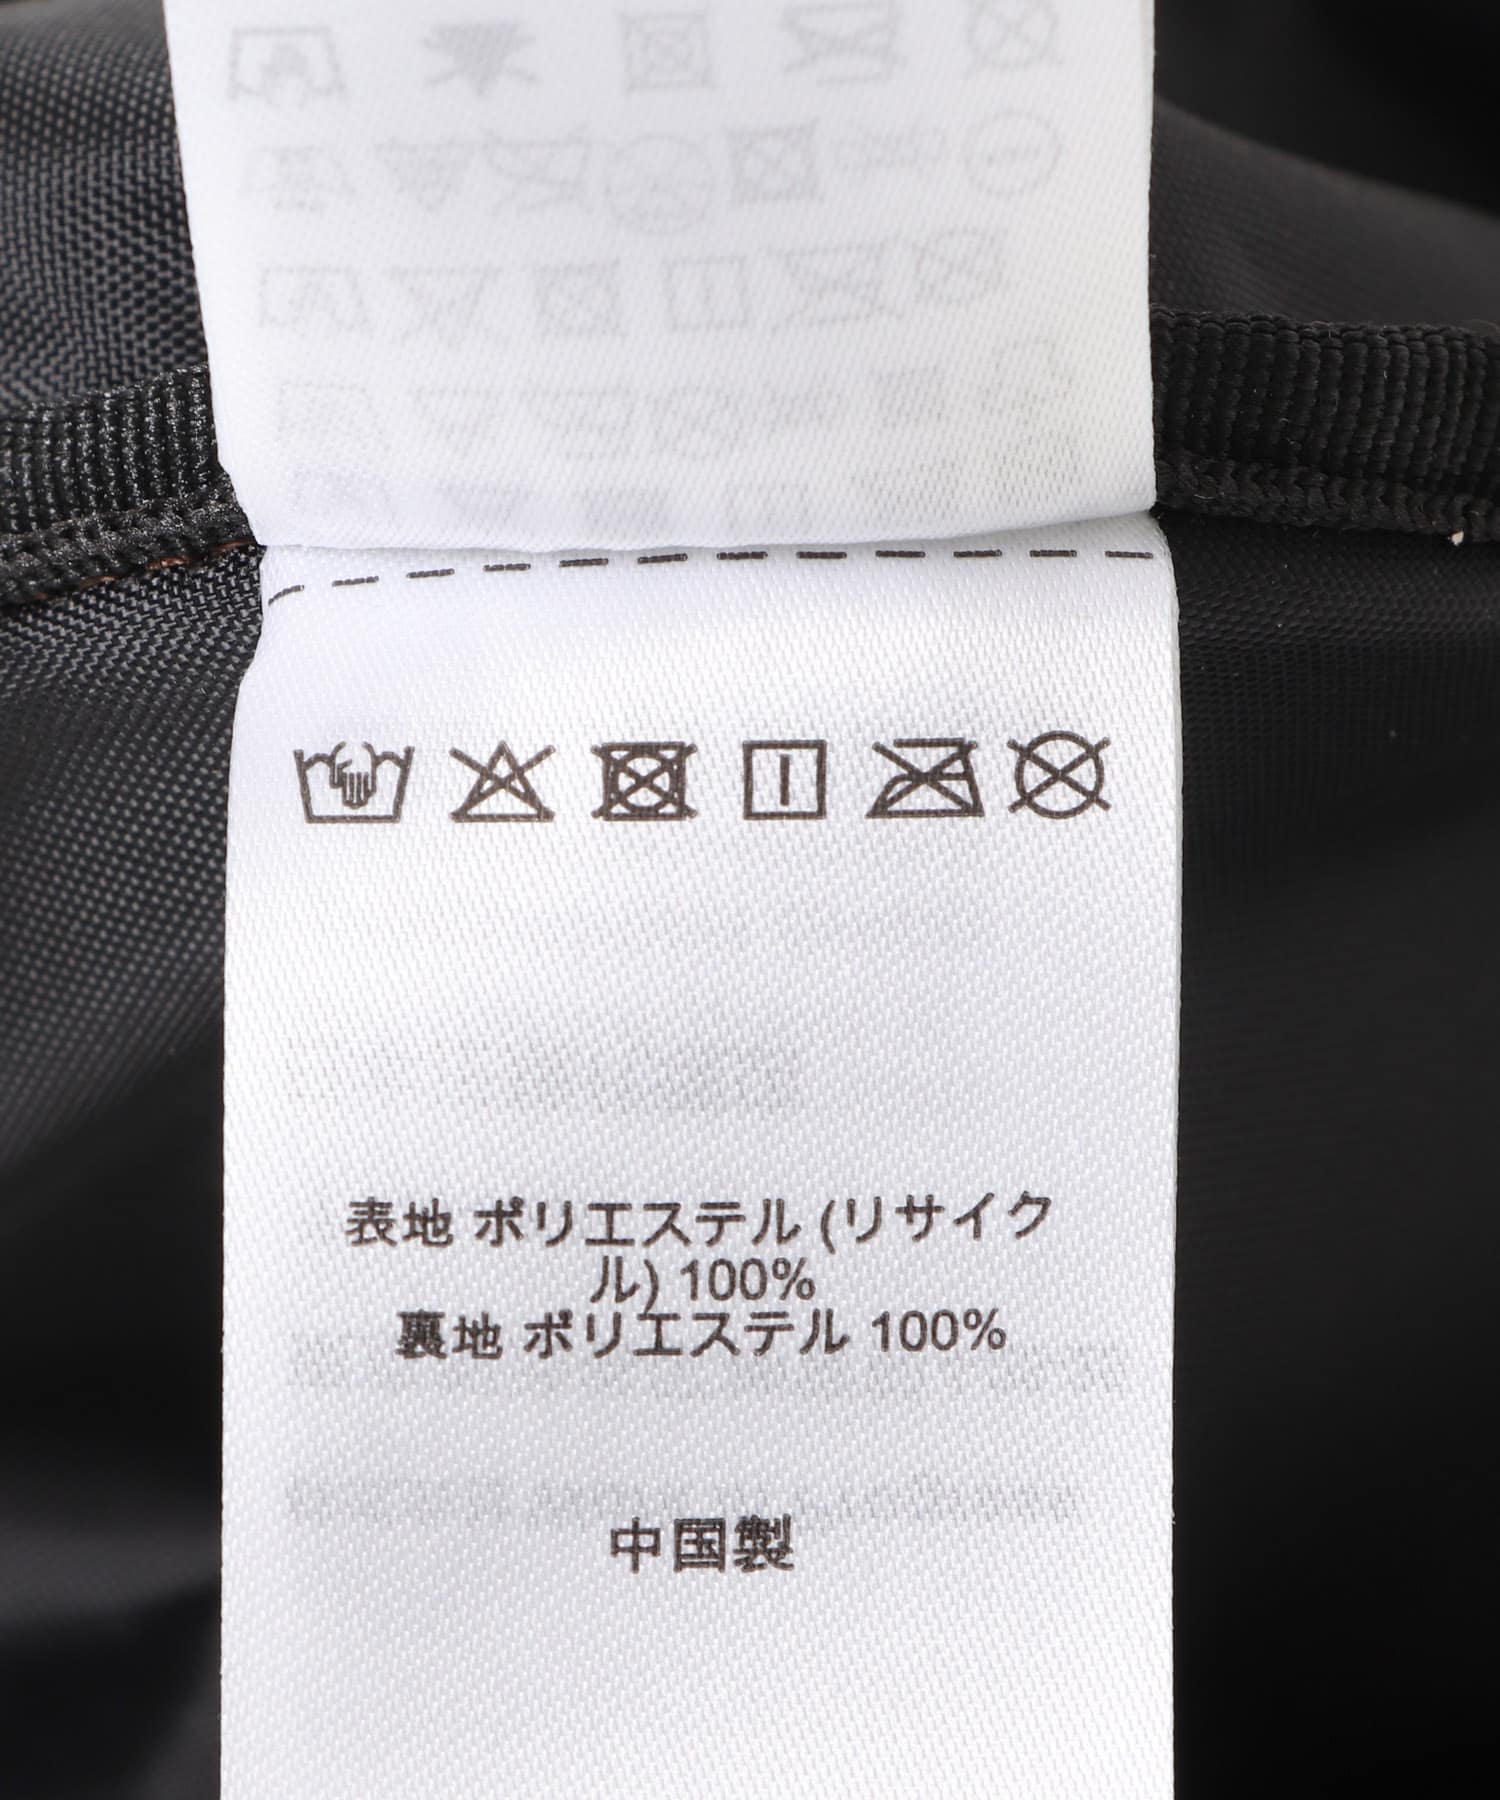 表地 ポリエステル (リサイク
ル) 100%
裏地 ポリエステル 100%
中国製